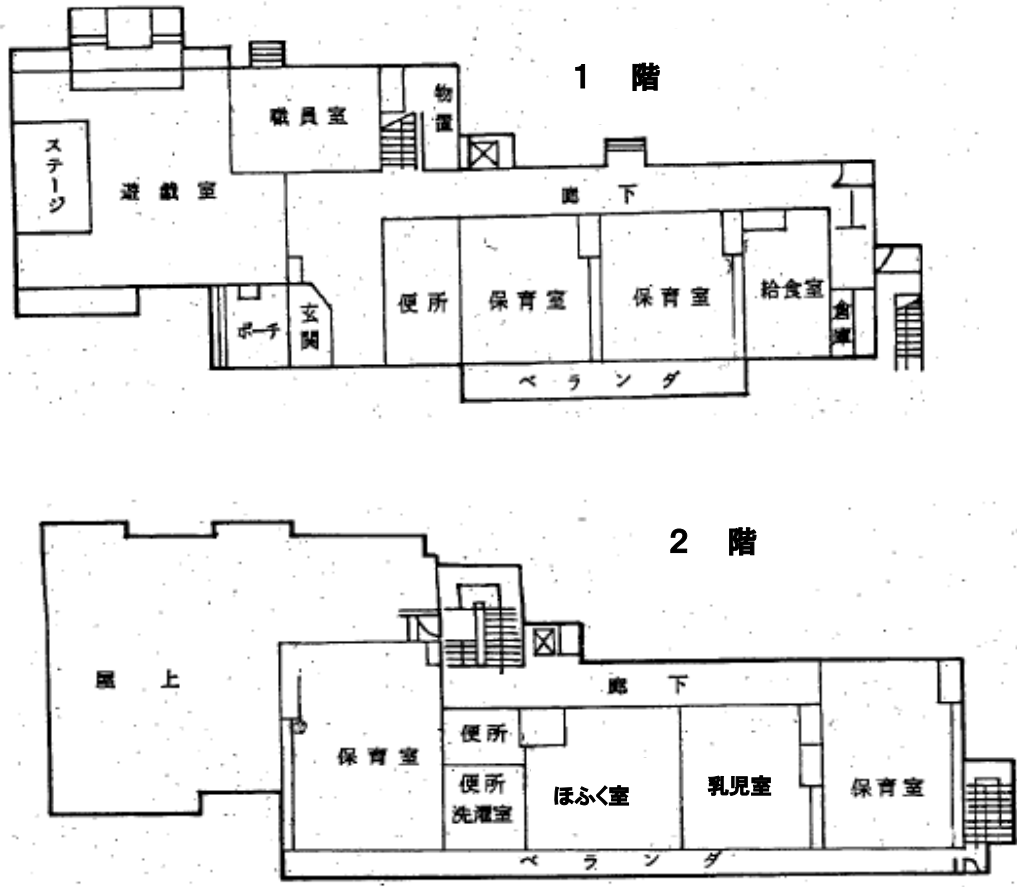 1 階
物置
職員室
ステージ
遊戯室
廊下
便所
保育室
保育室
給食室
倉庫
ポーチ
玄関
ベランダ
2 階
屋上
廊下
保育室
便所
便所
洗濯室
ほふく室
乳児室
保育室
ベランダ